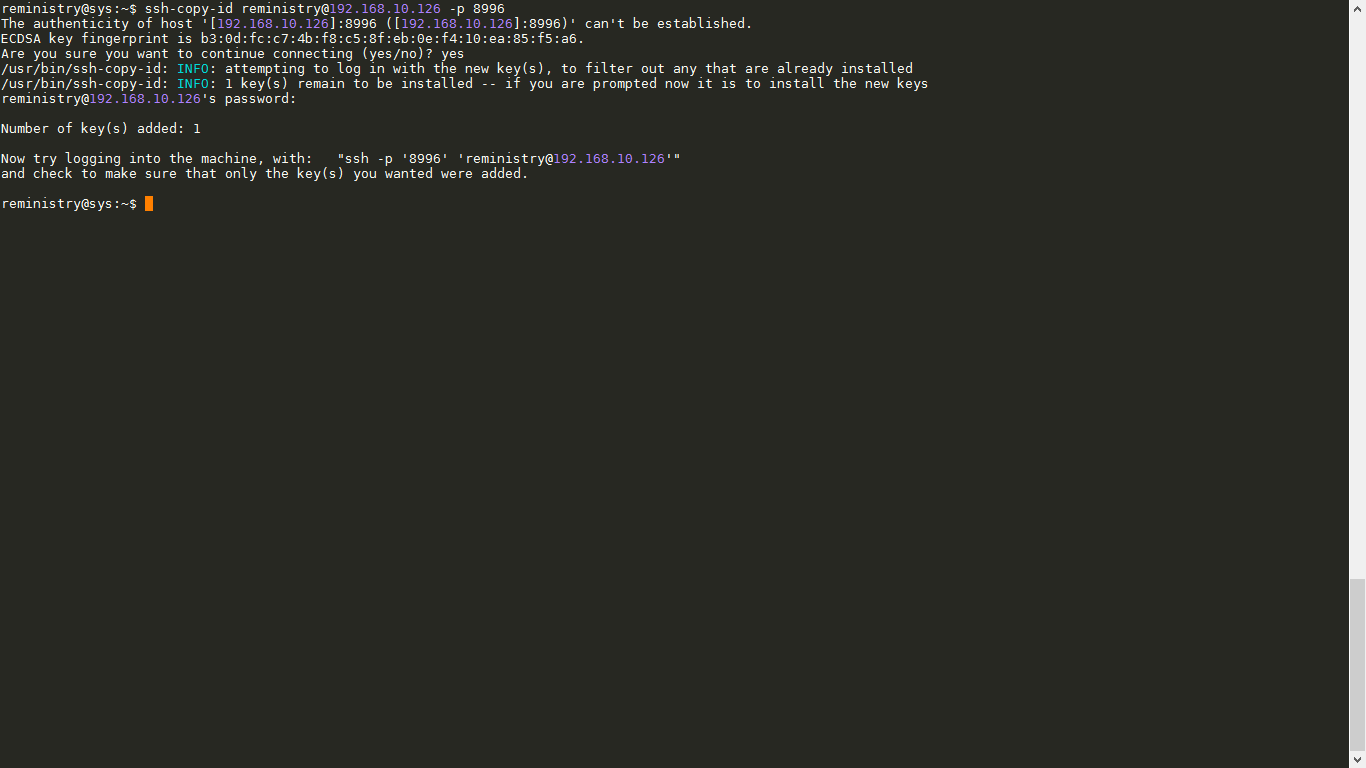 reministry@sys:~$ ssh-copy-id reministry@192.168.10.126 -p 8996
The authenticity of host '[192.168.10.126]:8996 ([192.168.10.126]:8996)' can't be established.
ECDSA key fingerprint is b3:0d:fc:c7:4b:f8:c5:8f:eb:0e:f4:10:ea:85:f5:a6.
Are you sure you want to continue connecting (yes/no)? yes
/usr/bin/ssh-copy-id: INFO: attempting to log in with the new key(s), to filter out any that are already installed
/usr/bin/ssh-copy-id: INFO: 1 key(s) remain to be installed -- if you are prompted now it is to install the new keys
reministry@192.168.10.126's password:
Number of key(s) added: 1
Now try logging into the machine, with:   "ssh -p '8996' 'reministry@192.168.10.126'"
and check to make sure that only the key(s) you wanted were added.
reministry@sys:~$